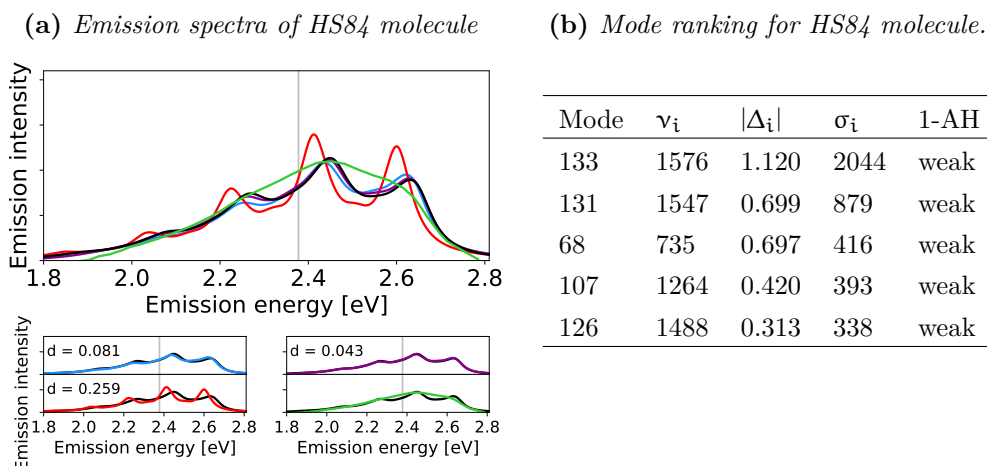 (a) Emission spectra of HS84 molecule
Emission intensity
1.8 2.0 2.2 2.4 2.6 2.8
Emission energy [eV]
Emission intensity
d = 0.081
d = 0.259
1.8 2.0 2.2 2.4 2.6 2.8
Emission energy [eV]
d = 0.043
1.8 2.0 2.2 2.4 2.6 2.8
Emission energy [eV]
(b) Mode ranking for HS84 molecule.
Mode νᵢ |Δᵢ| σᵢ 1-AH
133 1576 1.120 2044 weak
131 1547 0.699 879 weak
68 735 0.697 416 weak
107 1264 0.420 393 weak
126 1488 0.313 338 weak